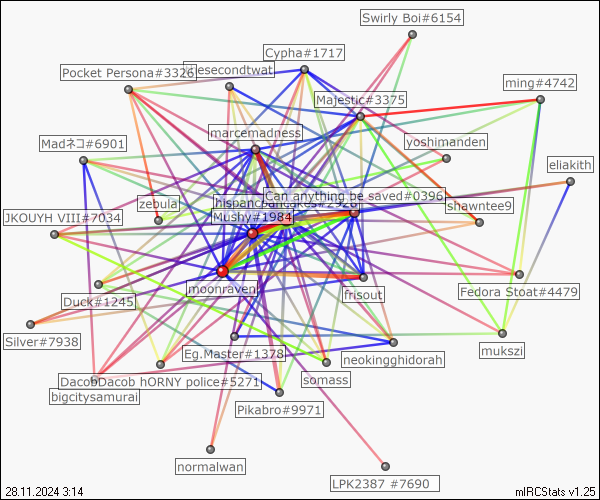 Swirly Boi#6154
Cypha#1717
Pocket Persona#3326
thesecondtwat
ming#4742
Majestic#3375
marcemadness
Madネコ#6901
yoshimanden
eliakith
Can anything be saved#0396
zebula
shawntee9
JKOUYH VIII#7034
Mushy#1984
moonraven
frisout
Fedora Stoat#4479
Duck#1245
Silver#7938
Eg.Master#1378
neokingghidorah
mukszi
DacobDacob hORNY police#5271
somass
bigcitysamurai
Pikabro#9971
normalwan
LPK2387 #7690
28.11.2024 3:14
mIRCStats v1.25